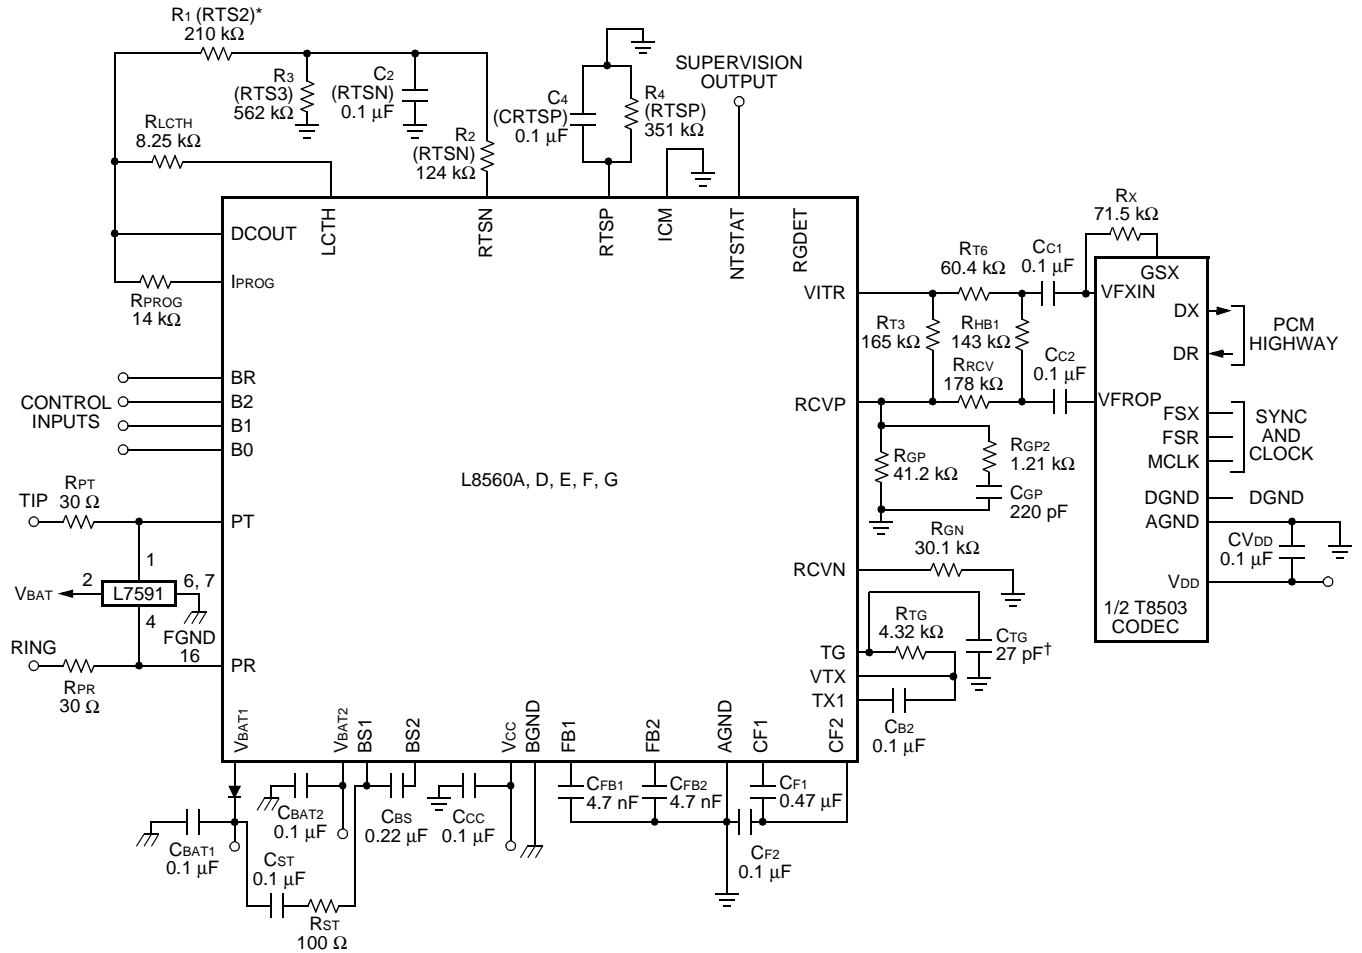 R1 (RTS2)*
210 kΩ
R3
(RTS3)
562 kΩ
C2
(RTSN)
0.1 µF
R2
(RTSN)
124 kΩ
C4
(CRTSP)
0.1 µF
R4
(RTSP)
351 kΩ
SUPERVISION
OUTPUT
RLCTH
8.25 kΩ
DCOUT
IPROG
RPROG
14 kΩ
LCTH
RTSN
RTSP
ICM
NTSTAT
RGDET
CONTROL
INPUTS
BR
B2
B1
B0
L8560A, D, E, F, G
VITR
RCVP
RCVN
TG
VTX
TX1
RT6
60.4 kΩ
CC1
0.1 µF
RX
71.5 kΩ
RT3
165 kΩ
RHB1
143 kΩ
RRCV
178 kΩ
CC2
0.1 µF
RGP
41.2 kΩ
RGP2
1.21 kΩ
CGP
220 pF
RGN
30.1 kΩ
RTG
4.32 kΩ
CTG
27 pF†
CB2
0.1 µF
GSX
VFXIN
DX
DR
PCM
HIGHWAY
VFROP
FSX
FSR
MCLK
SYNC
AND
CLOCK
DGND
DGND
AGND
CVDD
0.1 µF
VDD
1/2 T8503
CODEC
TIP
RPT
30 Ω
PT
1
2
VBAT
L7591
6, 7
4
FGND
16
RING
RPR
30 Ω
PR
VBAT1
VBAT2
BS1
BS2
VCC
BGND
FB1
FB2
AGND
CF1
CF2
CBAT1
0.1 µF
CBAT2
0.1 µF
CBS
0.22 µF
CCC
0.1 µF
CFB1
4.7 nF
CFB2
4.7 nF
CF1
0.47 µF
CF2
0.1 µF
CST
0.1 µF
RST
100 Ω